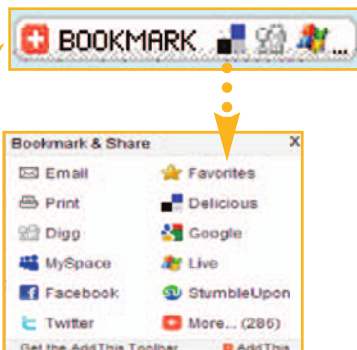 BOOKMARK ...
Bookmark & Share X
Email Favorites
Print Delicious
Digg Google
MySpace Live
Facebook StumbleUpon
Twitter More... (286)
Get the AddThis Toolbar AddThis